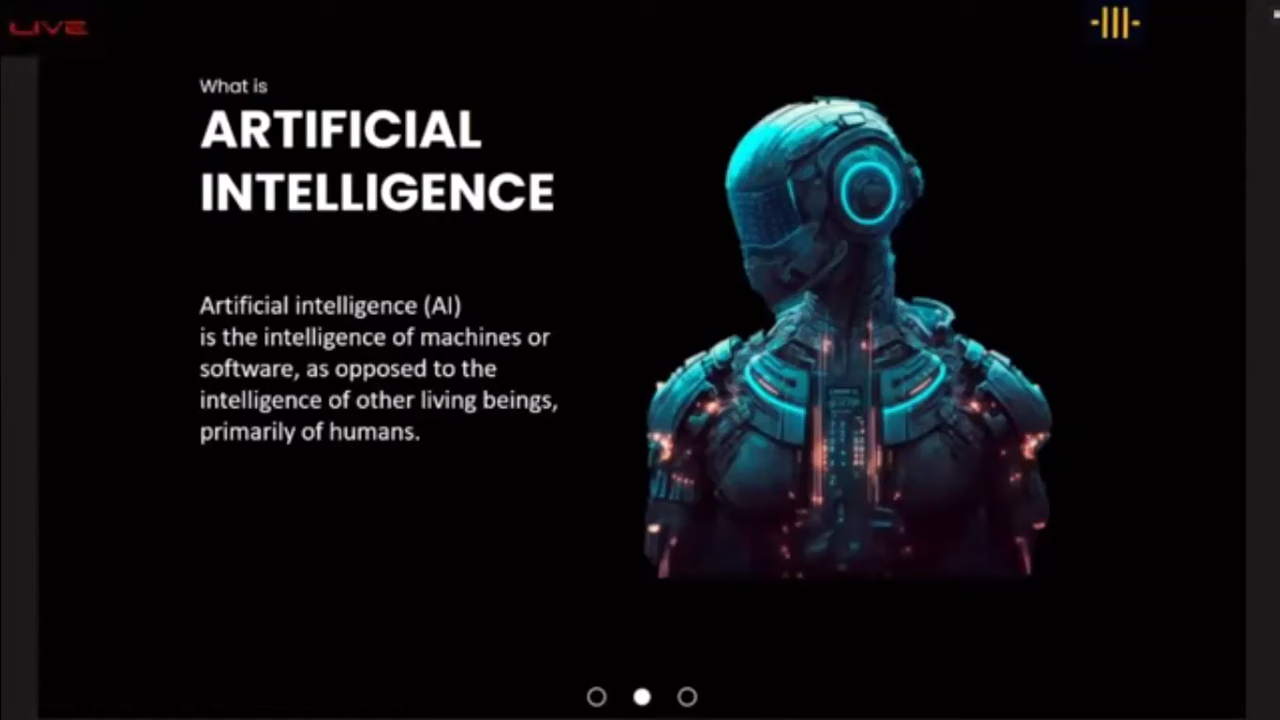 LIVE
What is
ARTIFICIAL
INTELLIGENCE
Artificial intelligence (AI)
is the intelligence of machines or
software, as opposed to the
intelligence of other living beings,
primarily of humans.